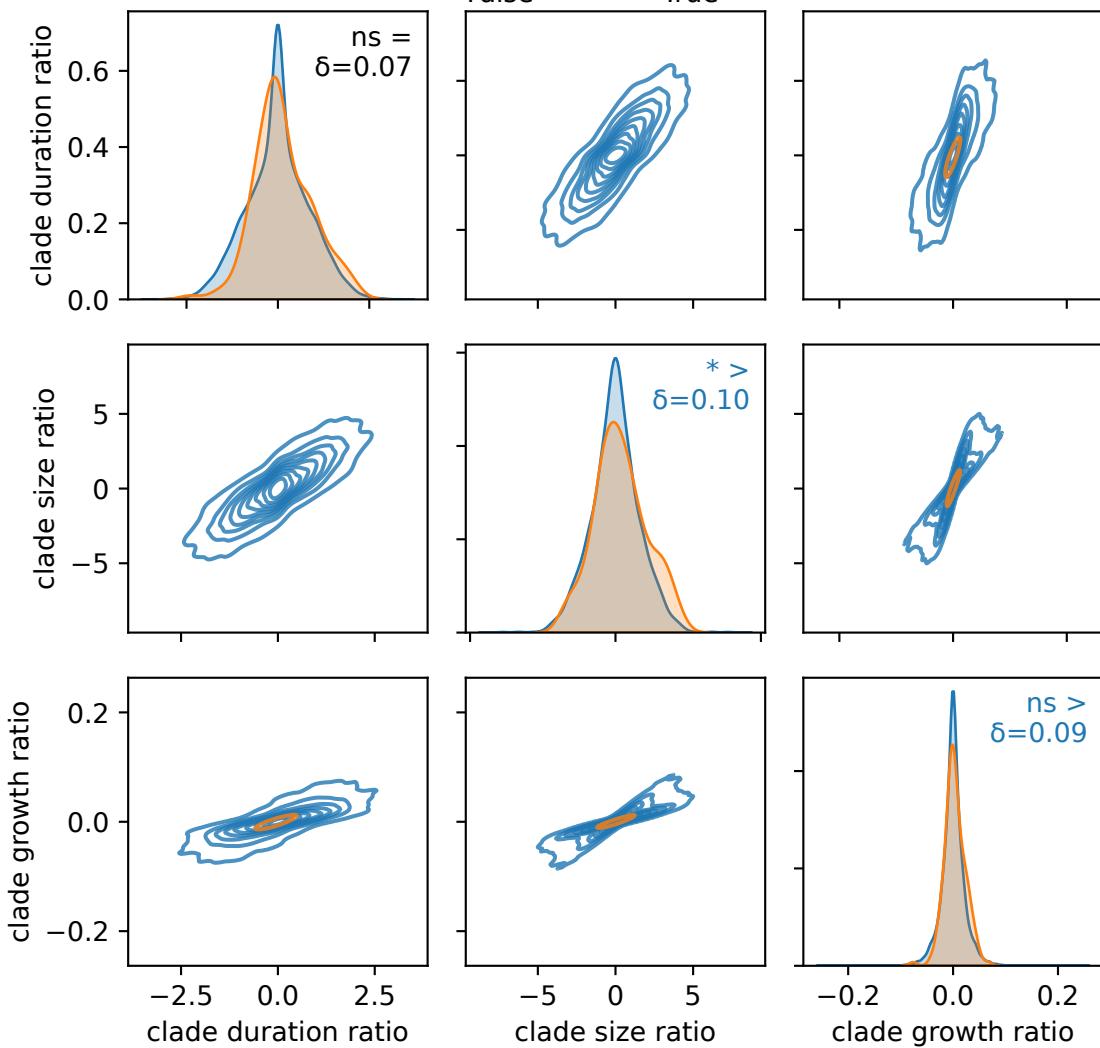 True
clade duration ratio
0.6
0.4
0.2
0.0
ns =
δ=0.07
clade size ratio
5
0
−5
* >
δ=0.10
clade growth ratio
0.2
0.0
−0.2
ns >
δ=0.09
−2.5
0.0
2.5
−5
0
5
−0.2
0.0
0.2
clade duration ratio
clade size ratio
clade growth ratio